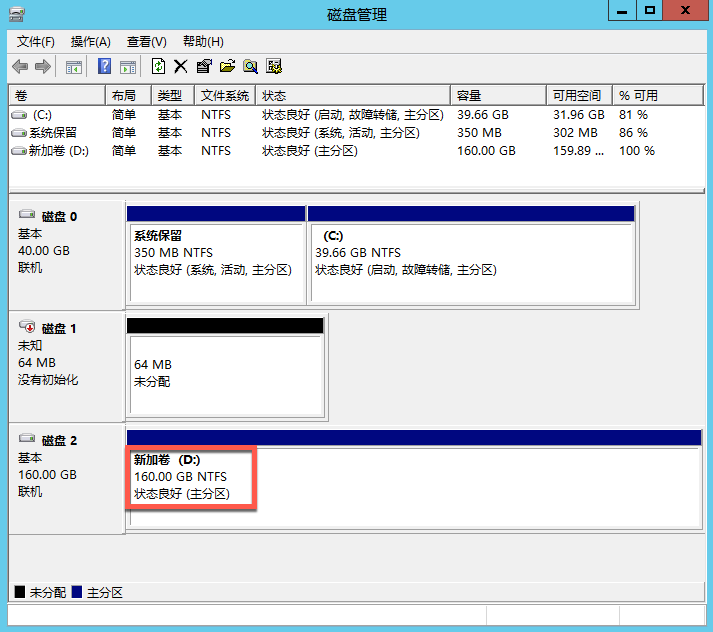 磁盘管理
文件(F) 操作(A) 查看(V) 帮助(H)
卷 布局 类型 文件系统 状态 容量 可用空间 % 可用
(C:) 简单 基本 NTFS 状态良好 (启动, 故障转储, 主分区) 39.66 GB 31.96 GB 81 %
系统保留 简单 基本 NTFS 状态良好 (系统, 活动, 主分区) 350 MB 302 MB 86 %
新加卷 (D:) 简单 基本 NTFS 状态良好 (主分区) 160.00 GB 159.89 ... 100 %
磁盘 0
基本
40.00 GB
联机
系统保留
350 MB NTFS
状态良好 (系统, 活动, 主分区)
(C:)
39.66 GB NTFS
状态良好 (启动, 故障转储, 主分区)
磁盘 1
未知
64 MB
没有初始化
64 MB
未分配
磁盘 2
基本
160.00 GB
联机
新加卷 (D:)
160.00 GB NTFS
状态良好 (主分区)
未分配 主分区